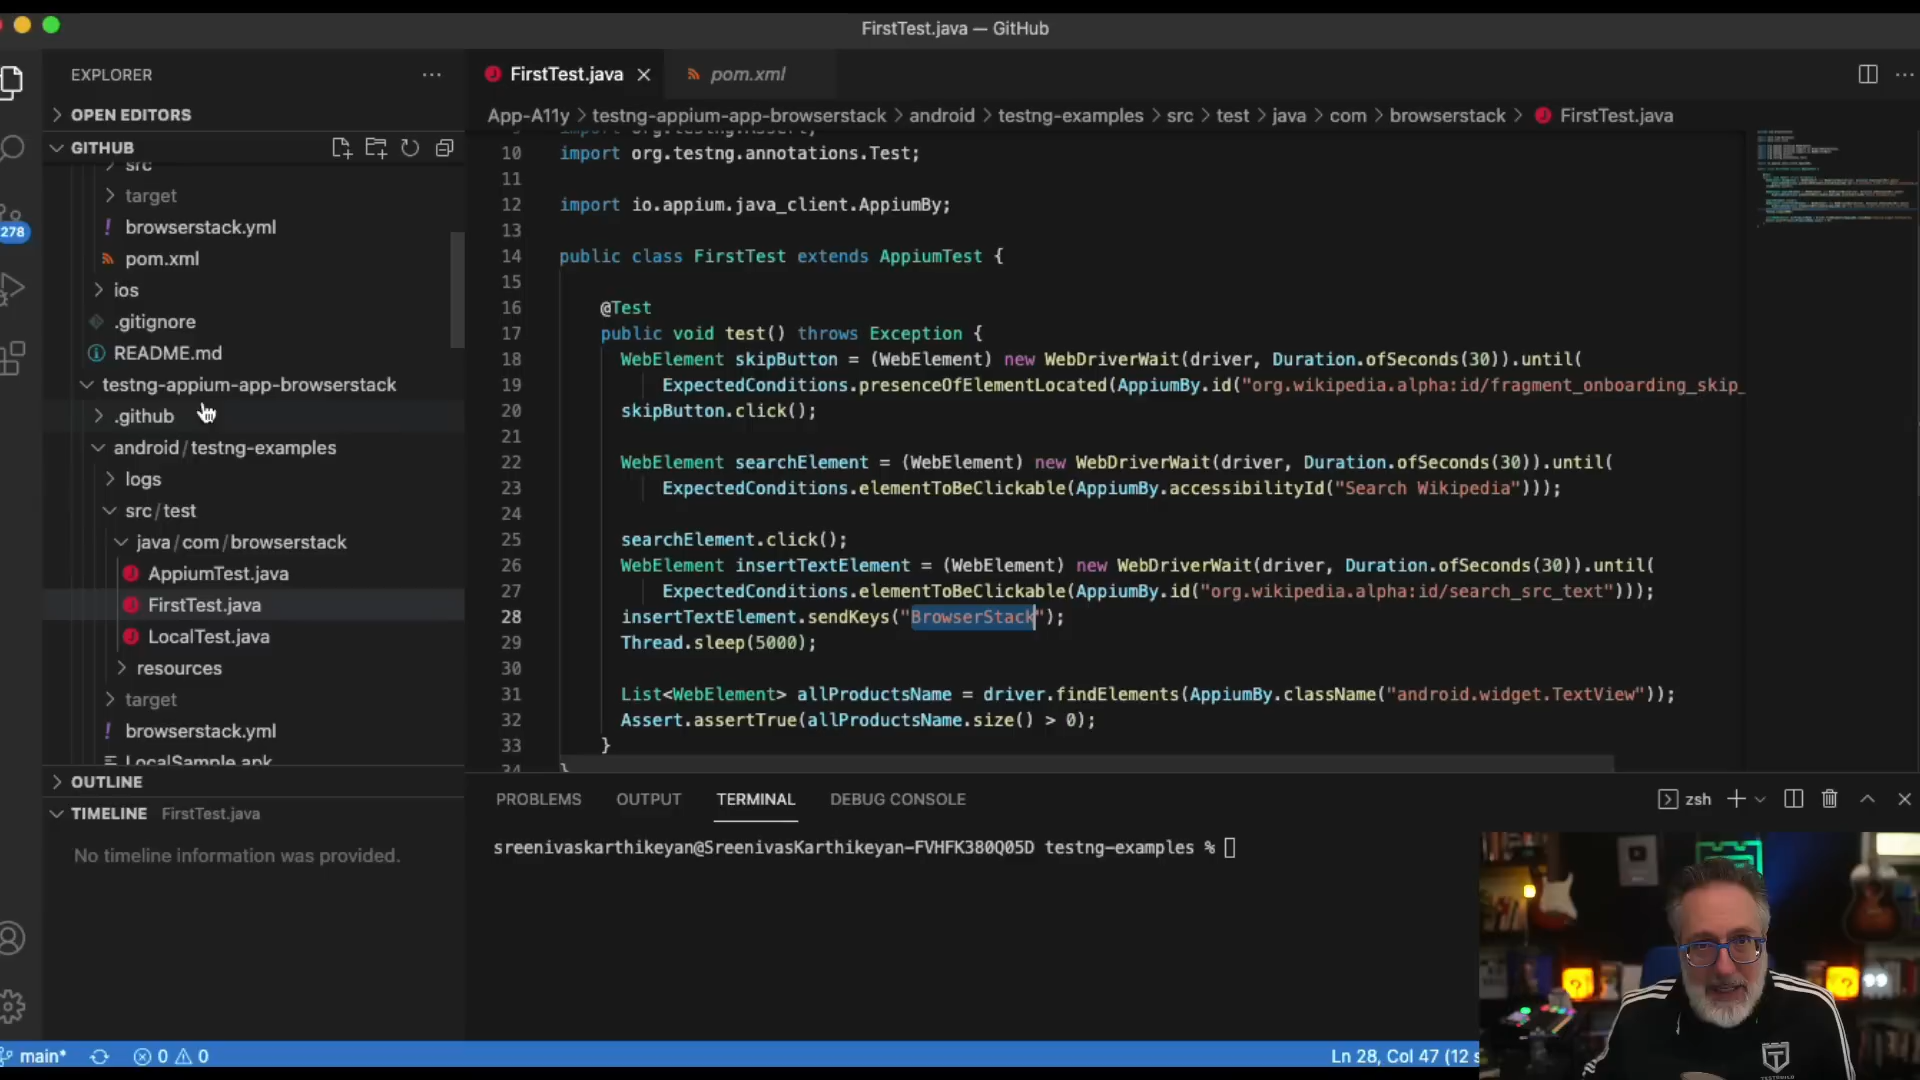 FirstTest.java — GitHub
EXPLORER
OPEN EDITORS
GITHUB
src
target
browserstack.yml
pom.xml
ios
.gitignore
README.md
testng-appium-app-browserstack
.github
android/testng-examples
logs
src/test
java/com/browserstack
AppiumTest.java
FirstTest.java
LocalTest.java
resources
target
browserstack.yml
LocalSample.apk
OUTLINE
TIMELINE FirstTest.java
No timeline information was provided.
278
FirstTest.java
pom.xml
App-A11y > testng-appium-app-browserstack > android > testng-examples > src > test > java > com > browserstack > FirstTest.java
9 import org.testng.Assert;
10 import org.testng.annotations.Test;
11
12 import io.appium.java_client.AppiumBy;
13
14 public class FirstTest extends AppiumTest {
15
16 @Test
17 public void test() throws Exception {
18 WebElement skipButton = (WebElement) new WebDriverWait(driver, Duration.ofSeconds(30)).until(
19 ExpectedConditions.presenceOfElementLocated(AppiumBy.id("org.wikipedia.alpha:id/fragment_onboarding_skip_
20 skipButton.click();
21
22 WebElement searchElement = (WebElement) new WebDriverWait(driver, Duration.ofSeconds(30)).until(
23 ExpectedConditions.elementToBeClickable(AppiumBy.accessibilityId("Search Wikipedia")));
24
25 searchElement.click();
26 WebElement insertTextElement = (WebElement) new WebDriverWait(driver, Duration.ofSeconds(30)).until(
27 ExpectedConditions.elementToBeClickable(AppiumBy.id("org.wikipedia.alpha:id/search_src_text")));
28 insertTextElement.sendKeys("BrowserStack");
29 Thread.sleep(5000);
30
31 List<WebElement> allProductsName = driver.findElements(AppiumBy.className("android.widget.TextView"));
32 Assert.assertTrue(allProductsName.size() > 0);
33 }
34 }
PROBLEMS OUTPUT TERMINAL DEBUG CONSOLE
zsh
sreenivaskarthikeyan@SreenivasKarthikeyan-FVHFK380Q05D testng-examples %
main* 0 0
Ln 28, Col 47 (12 s